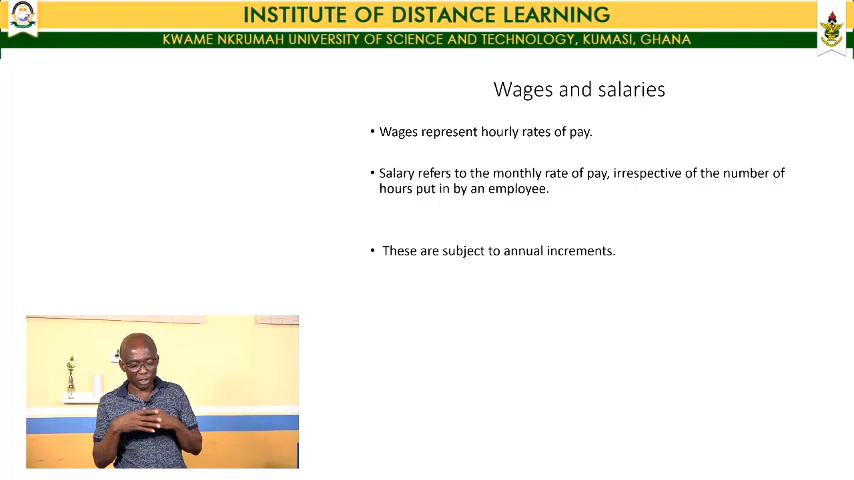 INSTITUTE OF DISTANCE LEARNING
KWAME NKRUMAH UNIVERSITY OF SCIENCE AND TECHNOLOGY, KUMASI, GHANA
Wages and salaries
• Wages represent hourly rates of pay.
• Salary refers to the monthly rate of pay, irrespective of the number of
hours put in by an employee.
• These are subject to annual increments.